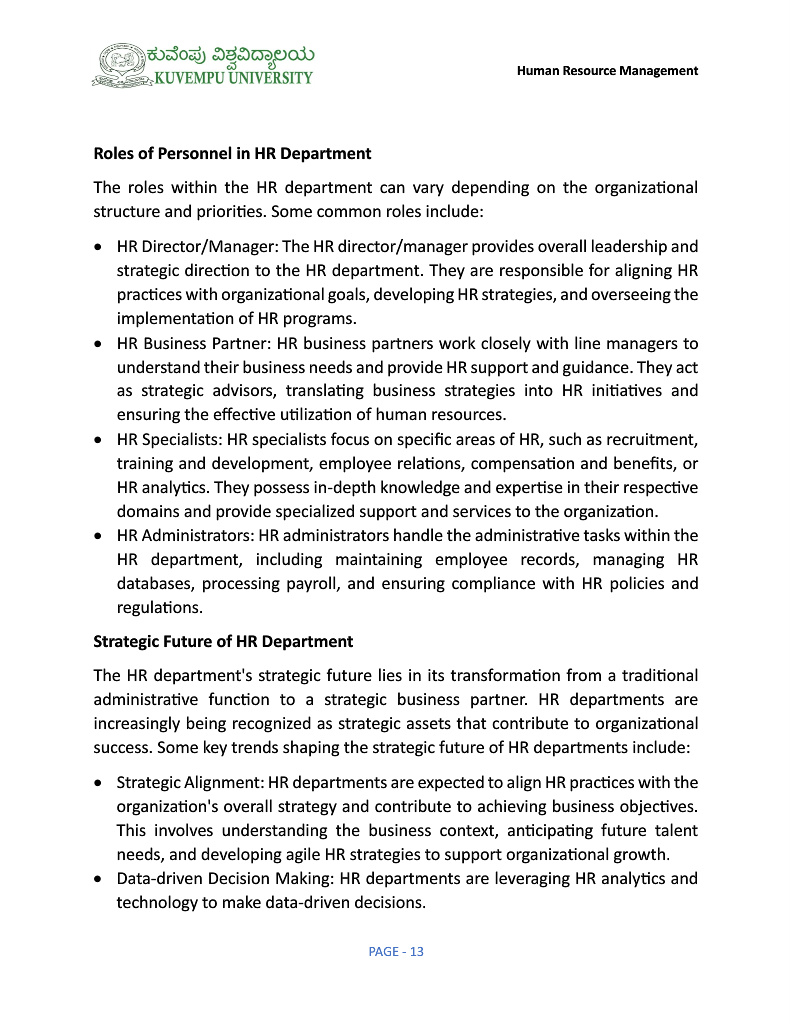 ಕುವೆಂಪು ವಿಶ್ವವಿದ್ಯಾಲಯ
KUVEMPU UNIVERSITY
Human Resource Management
Roles of Personnel in HR Department
The roles within the HR department can vary depending on the organizational
structure and priorities. Some common roles include:
• HR Director/Manager: The HR director/manager provides overall leadership and
strategic direction to the HR department. They are responsible for aligning HR
practices with organizational goals, developing HR strategies, and overseeing the
implementation of HR programs.
• HR Business Partner: HR business partners work closely with line managers to
understand their business needs and provide HR support and guidance. They act
as strategic advisors, translating business strategies into HR initiatives and
ensuring the effective utilization of human resources.
• HR Specialists: HR specialists focus on specific areas of HR, such as recruitment,
training and development, employee relations, compensation and benefits, or
HR analytics. They possess in-depth knowledge and expertise in their respective
domains and provide specialized support and services to the organization.
• HR Administrators: HR administrators handle the administrative tasks within the
HR department, including maintaining employee records, managing HR
databases, processing payroll, and ensuring compliance with HR policies and
regulations.
Strategic Future of HR Department
The HR department's strategic future lies in its transformation from a traditional
administrative function to a strategic business partner. HR departments are
increasingly being recognized as strategic assets that contribute to organizational
success. Some key trends shaping the strategic future of HR departments include:
• Strategic Alignment: HR departments are expected to align HR practices with the
organization's overall strategy and contribute to achieving business objectives.
This involves understanding the business context, anticipating future talent
needs, and developing agile HR strategies to support organizational growth.
• Data-driven Decision Making: HR departments are leveraging HR analytics and
technology to make data-driven decisions.
PAGE - 13